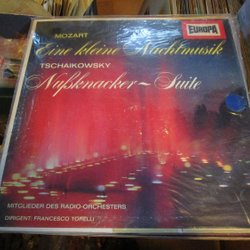 EUROPA
MOZART
Eine kleine Nachtmusik
TSCHAIKOWSKY
Nußknacker~Suite
MITGLIEDER DES RADIO-ORCHESTERS
DIRIGENT: FRANCESCO TORELLI